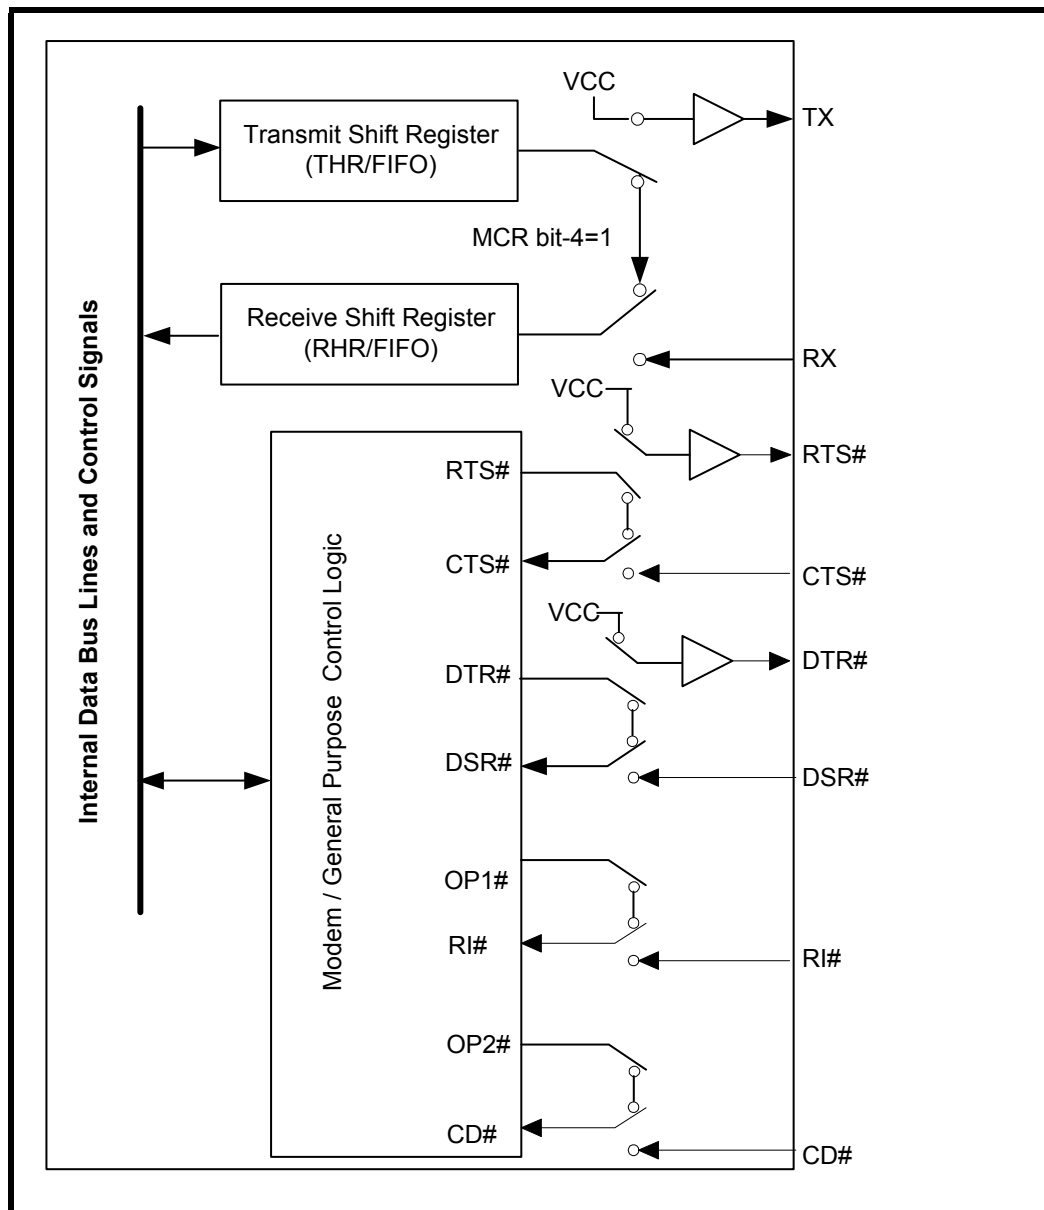 VCC
TX
Transmit Shift Register
(THR/FIFO)
MCR bit-4=1
Receive Shift Register
(RHR/FIFO)
RX
Internal Data Bus Lines and Control Signals
VCC
RTS#
RTS#
CTS#
CTS#
VCC
DTR#
DTR#
DSR#
DSR#
Modem / General Purpose Control Logic
OP1#
RI#
RI#
OP2#
CD#
CD#